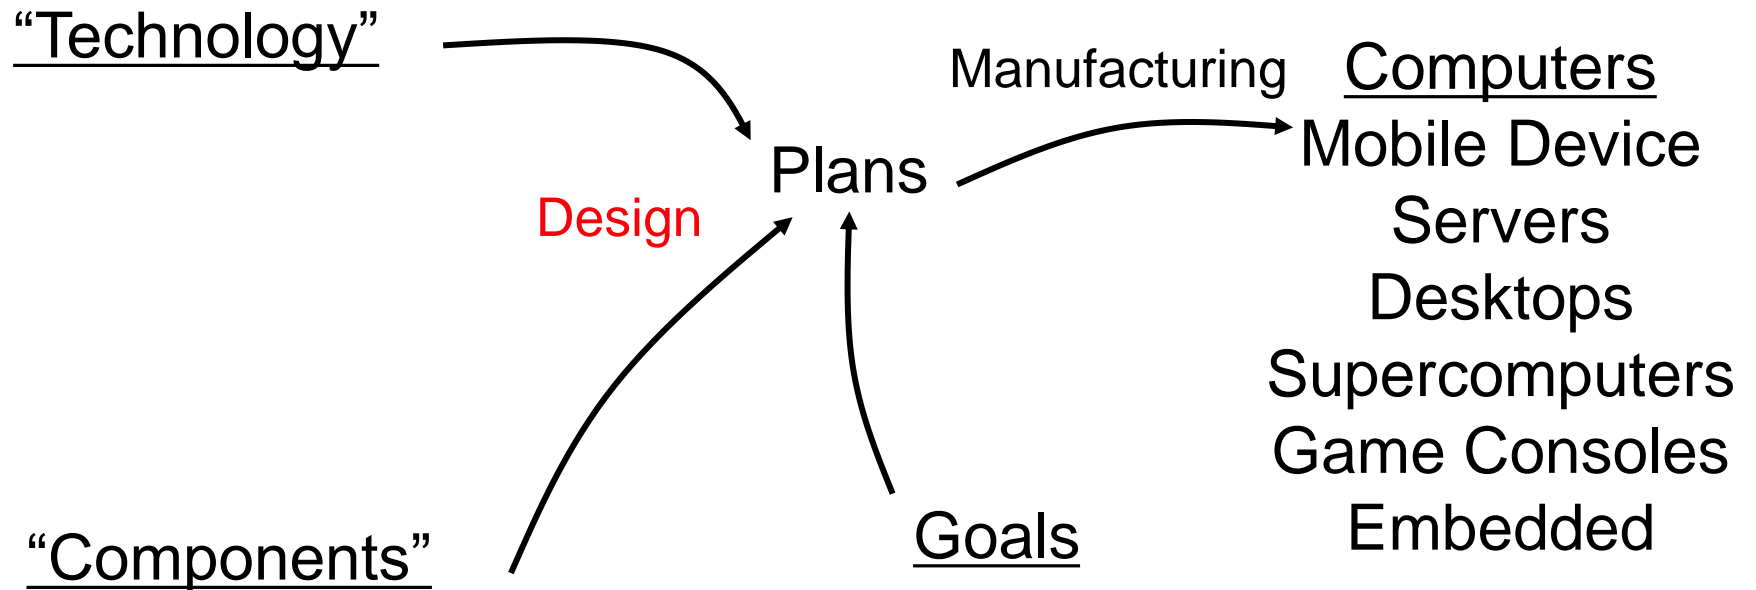 “Technology”
Manufacturing
Computers
Mobile Device
Plans
Design
Servers
Desktops
Supercomputers
Game Consoles
Embedded
Goals
“Components”